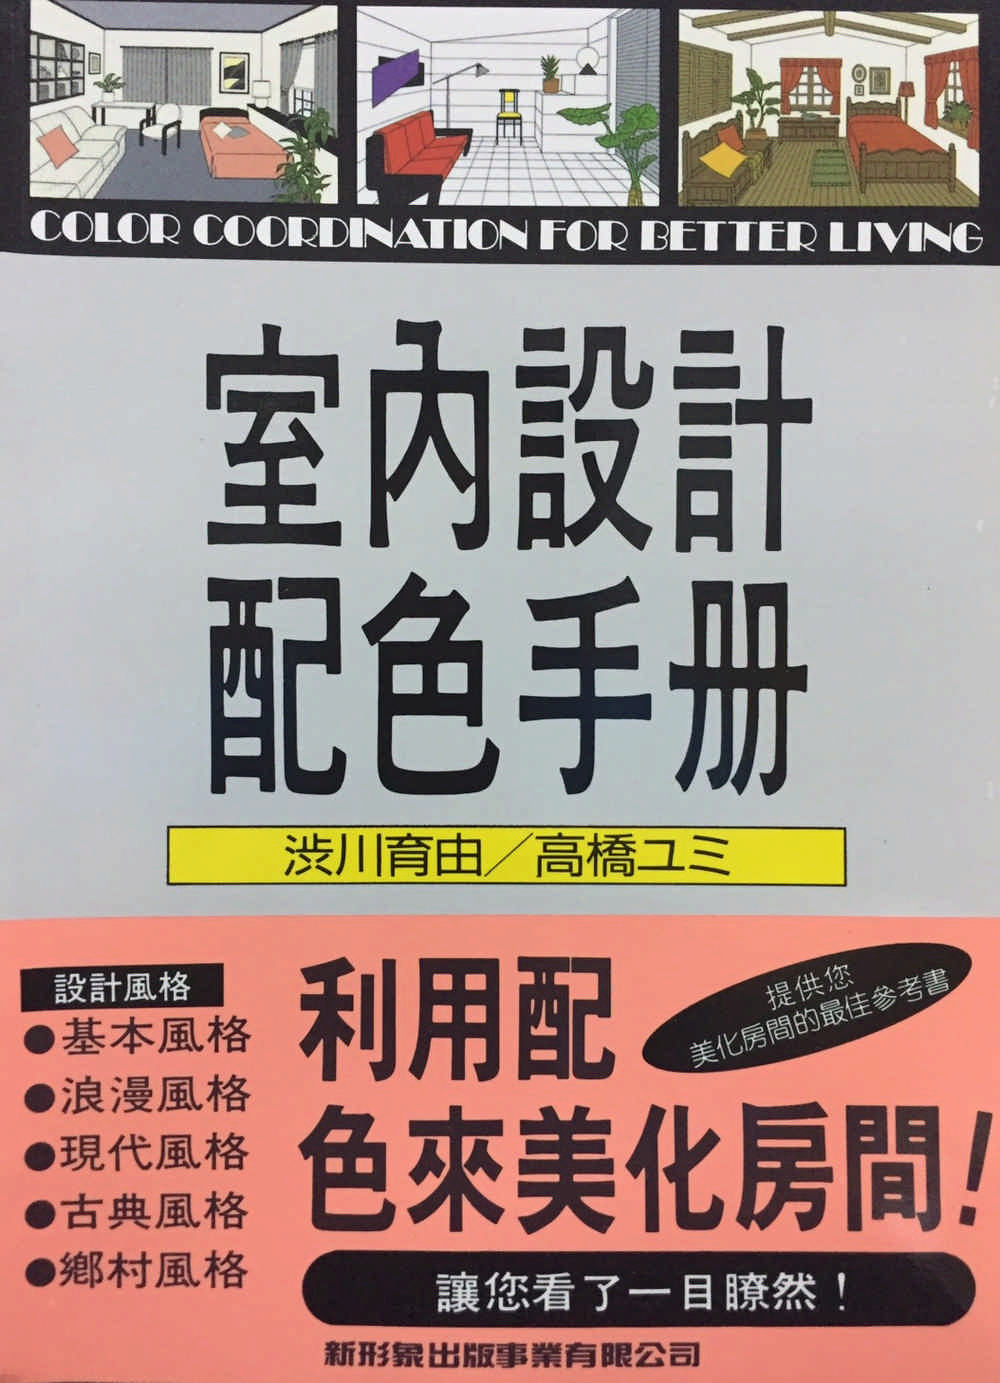 COLOR COORDINATION FOR BETTER LIVING
室內設計
配色手册
渋川育由／高橋ユミ
設計風格
●基本風格
●浪漫風格
●現代風格
●古典風格
●鄉村風格
利用配
色來美化房間!
提供您
美化房間的最佳參考書
讓您看了一目瞭然！
新形象出版事業有限公司